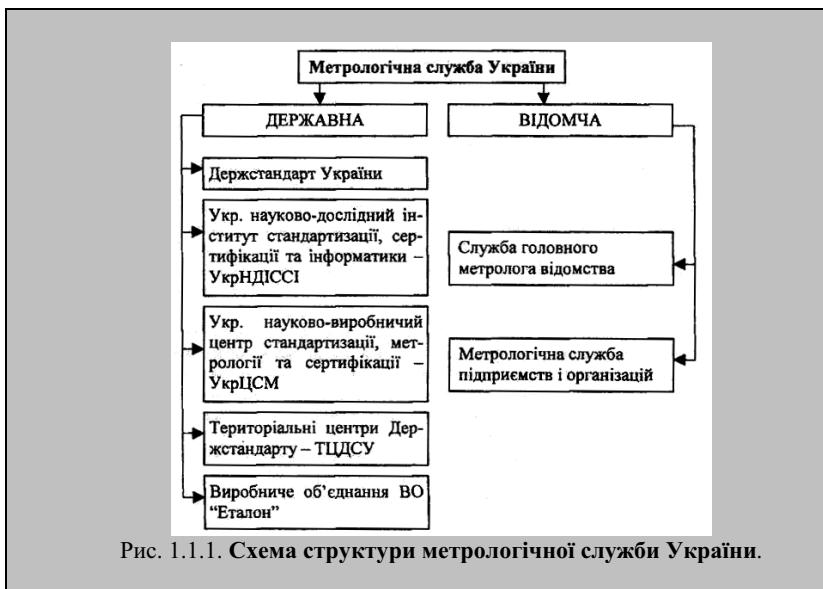 Метрологічна служба України
ДЕРЖАВНА
ВІДОМЧА
Держстандарт України
Укр. науково-дослідний ін-
ститут стандартизації, сер-
тифікації та інформатики –
УкрНДІССІ
Служба головного
метролога відомства
Укр. науково-виробничий
центр стандартизації, мет-
рології та сертифікації –
УкрЦСМ
Метрологічна служба
підприємств і організацій
Територіальні центри Дер-
жстандарту – ТЦДСУ
Виробниче об’єднання ВО
“Еталон”
Рис. 1.1.1. Схема структури метрологічної служби України.